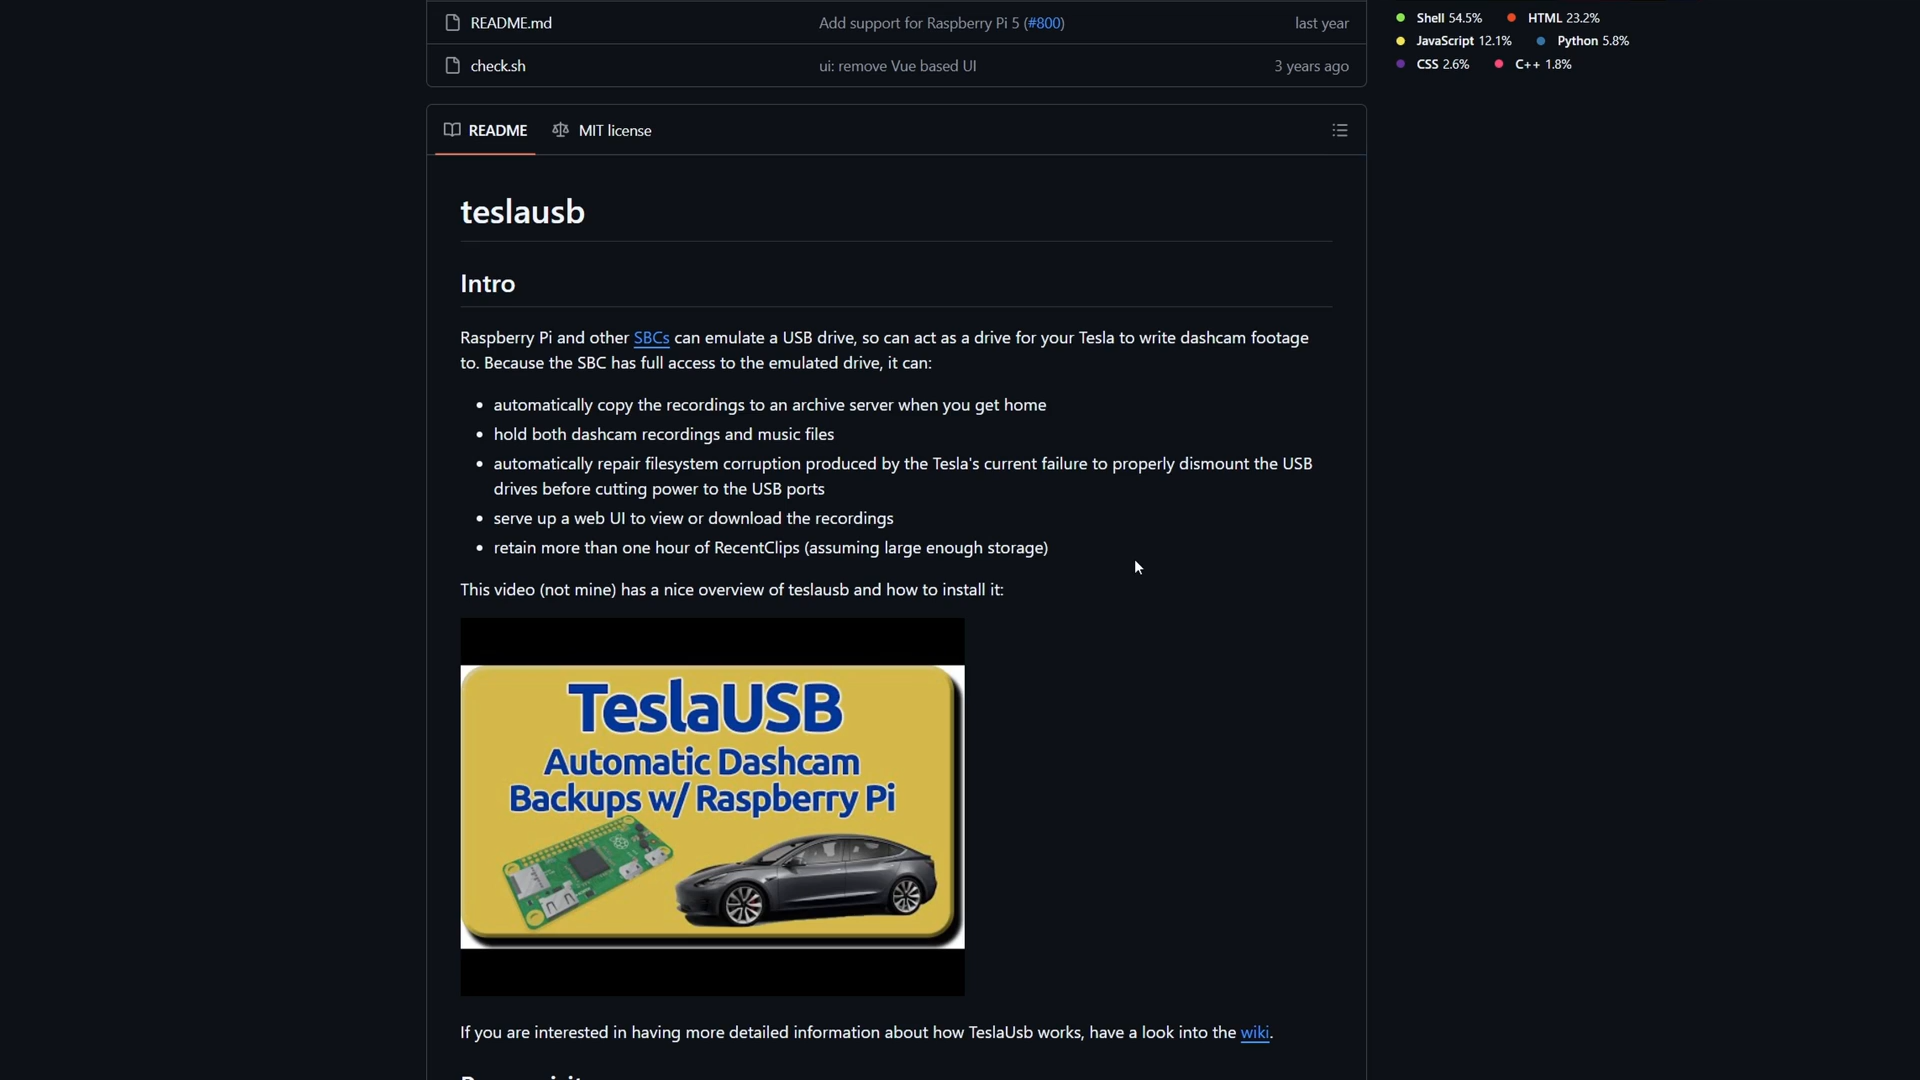 README.md Add support for Raspberry Pi 5 (#800) last year
check.sh ui: remove Vue based UI 3 years ago
Shell 54.5% HTML 23.2%
JavaScript 12.1% Python 5.8%
CSS 2.6% C++ 1.8%
README MIT license
teslausb
Intro
Raspberry Pi and other SBCs can emulate a USB drive, so can act as a drive for your Tesla to write dashcam footage
to. Because the SBC has full access to the emulated drive, it can:
automatically copy the recordings to an archive server when you get home
hold both dashcam recordings and music files
automatically repair filesystem corruption produced by the Tesla's current failure to properly dismount the USB
drives before cutting power to the USB ports
serve up a web UI to view or download the recordings
retain more than one hour of RecentClips (assuming large enough storage)
This video (not mine) has a nice overview of teslausb and how to install it:
TeslaUSB
Automatic Dashcam
Backups w/ Raspberry Pi
If you are interested in having more detailed information about how TeslaUsb works, have a look into the wiki.